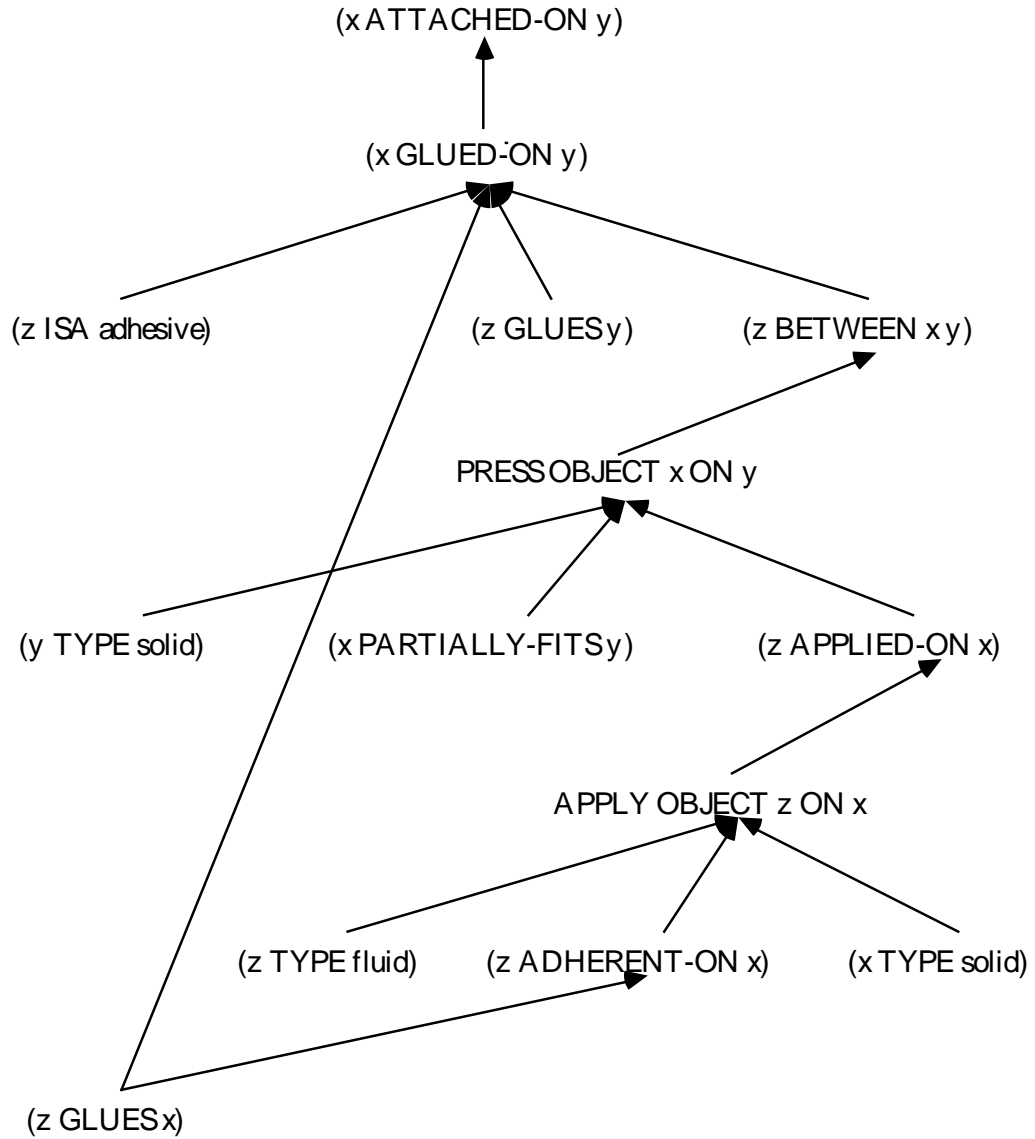 (x ATTACHED-ON y)
(x GLUED-ON y)
(z ISA adhesive)
(z GLUES y)
(z BETWEEN x y)
PRESS OBJECT x ON y
(y TYPE solid)
(x PARTIALLY-FITS y)
(z APPLIED-ON x)
APPLY OBJECT z ON x
(z TYPE fluid)
(z ADHERENT-ON x)
(x TYPE solid)
(z GLUES x)